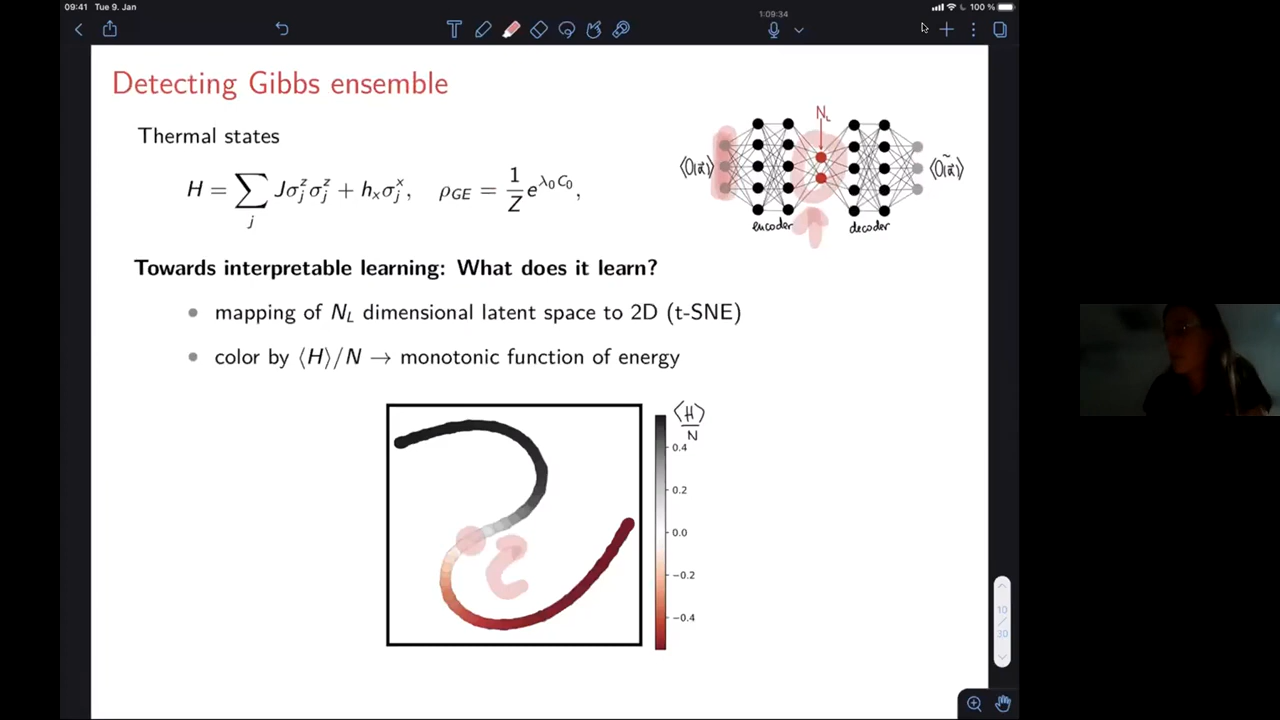 09:41 Tue 9. Jan
100 %
1:09:34
Detecting Gibbs ensemble
Thermal states
H = ∑_j Jσ_j^z σ_j^z + h_x σ_j^x, ρ_GE = 1/Z e^{λ_0 C_0},
N_L
⟨O(a⃗)⟩
⟨Õ(a⃗)⟩
encoder
decoder
Towards interpretable learning: What does it learn?
mapping of N_L dimensional latent space to 2D (t-SNE)
color by ⟨H⟩/N → monotonic function of energy
⟨H⟩/N
0.4
0.2
0.0
−0.2
−0.4
10
/
30